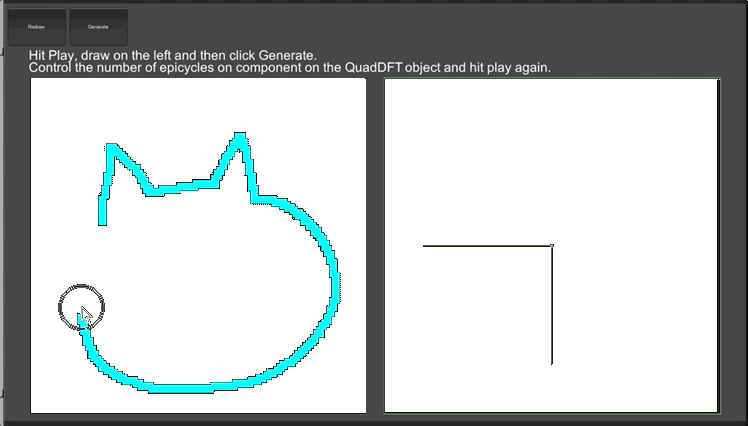 Redraw Generate
Hit Play, draw on the left and then click Generate.
Control the number of epicycles on component on the QuadDFT object and hit play again.